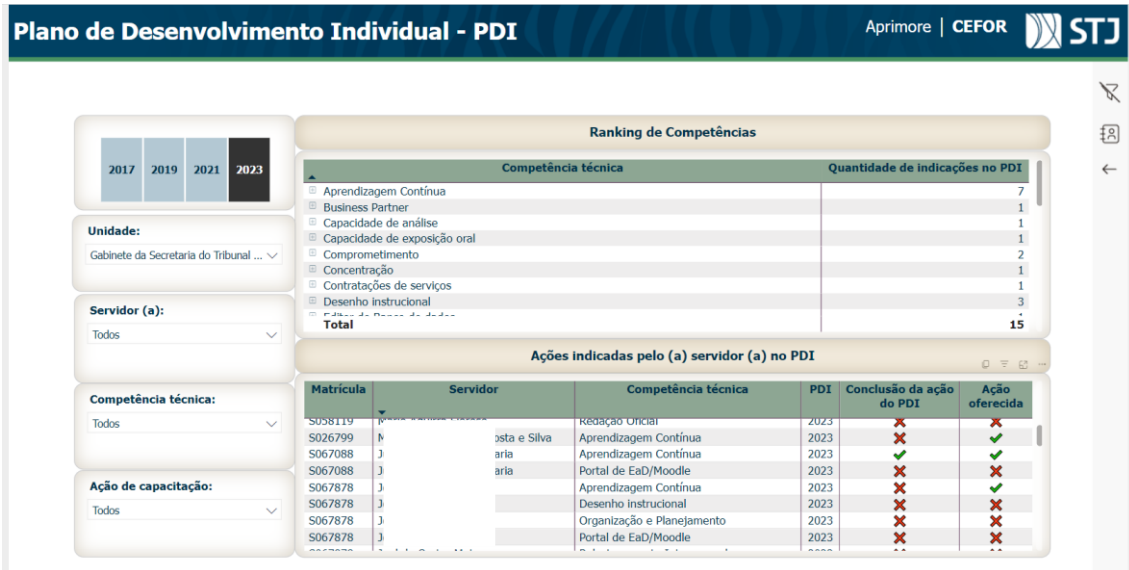 Plano de Desenvolvimento Individual - PDI
Aprimore | CEFOR
STJ
2017 2019 2021 2023
Unidade:
Gabinete da Secretaria do Tribunal ...
Servidor (a):
Todos
Competência técnica:
Todos
Ação de capacitação:
Todos
Ranking de Competências
Competência técnica Quantidade de indicações no PDI
Aprendizagem Contínua 7
Business Partner 1
Capacidade de análise 1
Capacidade de exposição oral 1
Comprometimento 2
Concentração 1
Contratações de serviços 1
Desenho instrucional 3
Total 15
Ações indicadas pelo (a) servidor (a) no PDI
Matrícula Servidor Competência técnica PDI Conclusão da ação do PDI Ação oferecida
S058119 Redação Oficial 2023
S026799 M osta e Silva Aprendizagem Contínua 2023
S067088 J aria Aprendizagem Contínua 2023
S067088 J aria Portal de EaD/Moodle 2023
S067878 J Aprendizagem Contínua 2023
S067878 J Desenho instrucional 2023
S067878 J Organização e Planejamento 2023
S067878 J Portal de EaD/Moodle 2023